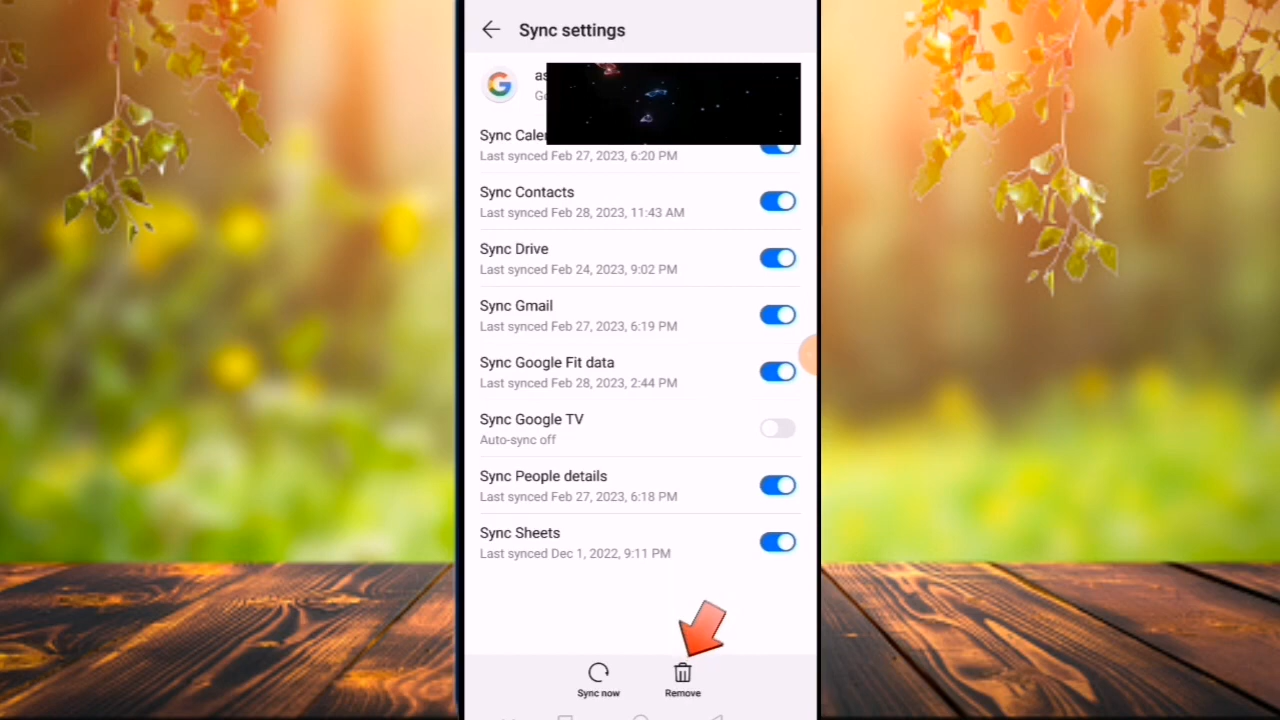 Sync settings
Sync
Last synced Feb 27, 2023, 6:20 PM
Sync Contacts
Last synced Feb 28, 2023, 11:43 AM
Sync Drive
Last synced Feb 24, 2023, 9:02 PM
Sync Gmail
Last synced Feb 27, 2023, 6:19 PM
Sync Google Fit data
Last synced Feb 28, 2023, 2:44 PM
Sync Google TV
Auto-sync off
Sync People details
Last synced Feb 27, 2023, 6:18 PM
Sync Sheets
Last synced Dec 1, 2022, 9:11 PM
Sync now
Remove